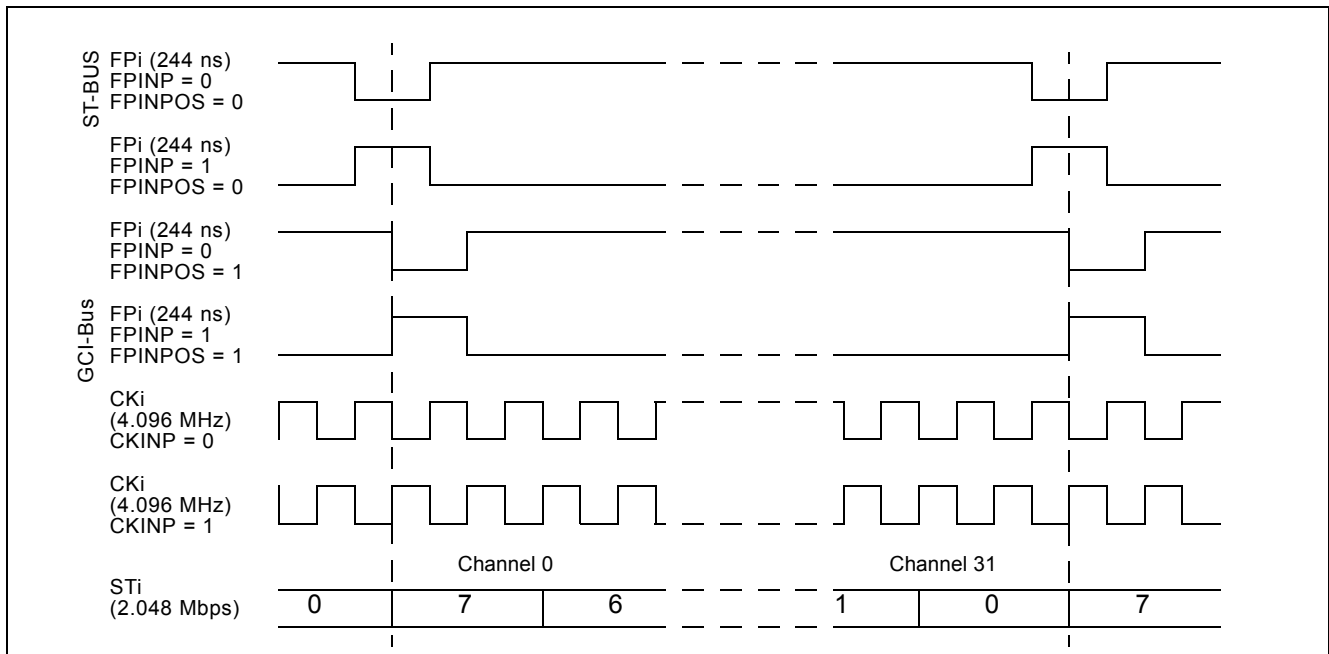 ST-BUS
FPi (244 ns)
FPINP = 0
FPINPOS = 0
FPi (244 ns)
FPINP = 1
FPINPOS = 0
FPi (244 ns)
FPINP = 0
FPINPOS = 1
GCI-Bus
FPi (244 ns)
FPINP = 1
FPINPOS = 1
CKi
(4.096 MHz)
CKINP = 0
CKi
(4.096 MHz)
CKINP = 1
Channel 0 Channel 31
STi
(2.048 Mbps)
0 7 6 1 0 7